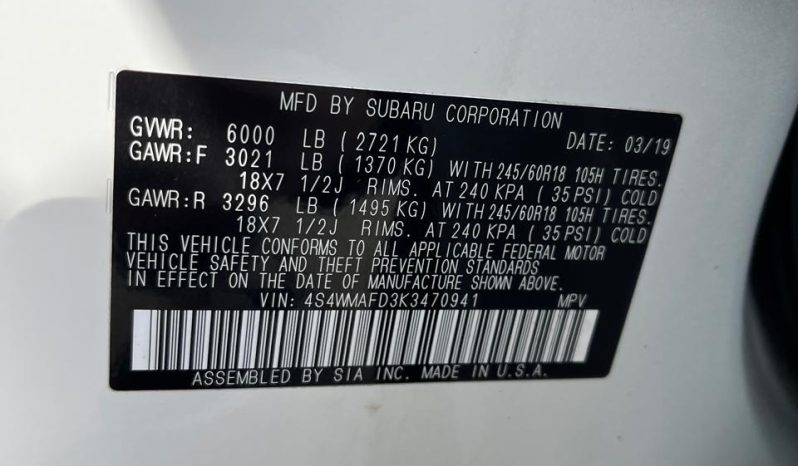 MFD BY SUBARU CORPORATION
GVWR: 6000 LB ( 2721 KG) DATE: 03/19
GAWR:F 3021 LB ( 1370 KG) WITH 245/60R18 105H TIRES.
18X7 1/2J RIMS. AT 240 KPA ( 35 PSI) COLD
GAWR:R 3296 LB ( 1495 KG) WITH 245/60R18 105H TIRES.
18X7 1/2J RIMS. AT 240 KPA ( 35 PSI) COLD
THIS VEHICLE CONFORMS TO ALL APPLICABLE FEDERAL MOTOR
VEHICLE SAFETY AND THEFT PREVENTION STANDARDS
IN EFFECT ON THE DATE OF MANUFACTURE SHOWN ABOVE.
VIN: 4S4WMAFD3K3470941 MPV
ASSEMBLED BY SIA INC. MADE IN U.S.A.